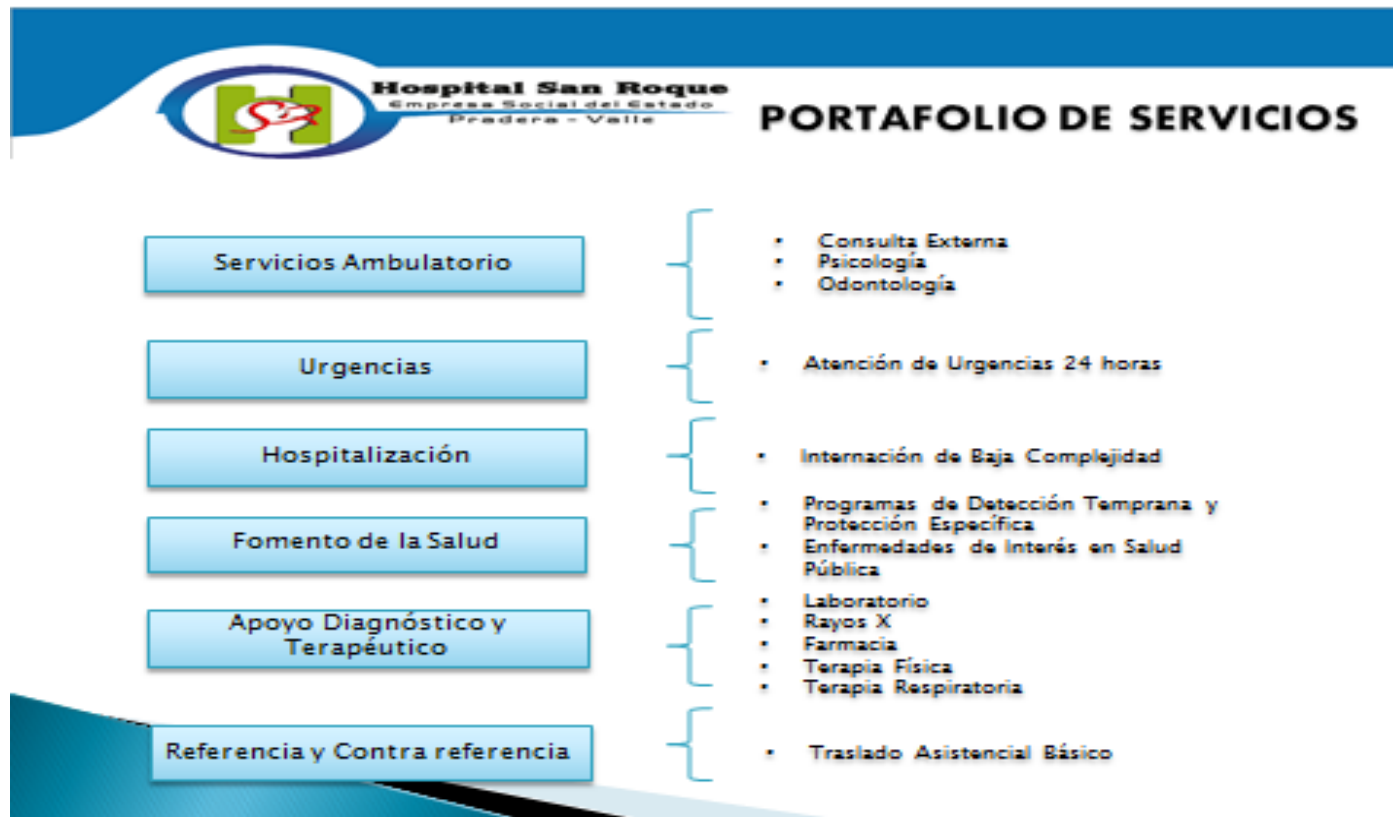 Hospital San Roque
Empresa Social del Estado
Pradera - Valle
PORTAFOLIO DE SERVICIOS
Servicios Ambulatorio
• Consulta Externa
• Psicología
• Odontología
Urgencias
• Atención de Urgencias 24 horas
Hospitalización
• Internación de Baja Complejidad
Fomento de la Salud
• Programas de Detección Temprana y
Protección Específica
• Enfermedades de Interés en Salud
Pública
Apoyo Diagnóstico y
Terapéutico
• Laboratorio
• Rayos X
• Farmacia
• Terapia Física
• Terapia Respiratoria
Referencia y Contra referencia
• Traslado Asistencial Básico